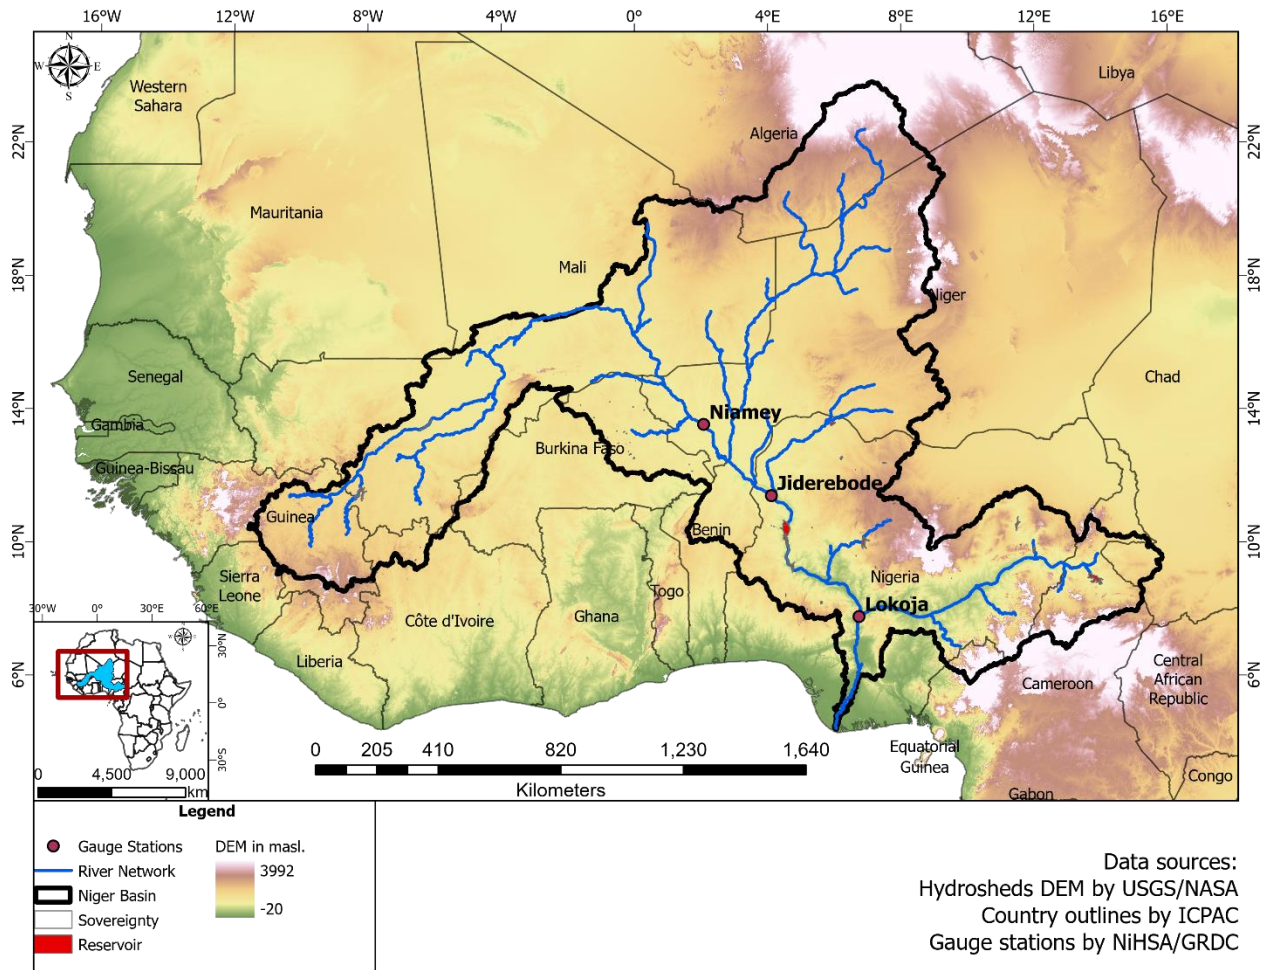 16°W 12°W 8°W 4°W 0° 4°E 8°E 12°E 16°E
N
W E
S
Libya
Western
Sahara
Algeria
22°N 22°N
Mauritania
Mali
18°N 18°N
Niger
Senegal
Chad
14°N 14°N
Niamey
Gambia
Burkina Faso
Guinea-Bissau
Jiderebode
Guinea
Benin
10°N 10°N
Sierra
Leone
Nigeria
Togo
Lokoja
30°W 0° 30°E 60°E
Côte d'Ivoire
Ghana
30°N
Liberia
6°N 6°N
Central
African
Republic
Cameroon
0°
Equatorial
Guinea
0 205 410 820 1,230 1,640
Kilometers
30°S
0 4,500 9,000
km
Congo
Gabon
Legend
Gauge Stations
River Network
Niger Basin
Sovereignty
Reservoir
DEM in masl.
3992
-20
Data sources:
Hydrosheds DEM by USGS/NASA
Country outlines by ICPAC
Gauge stations by NiHSA/GRDC